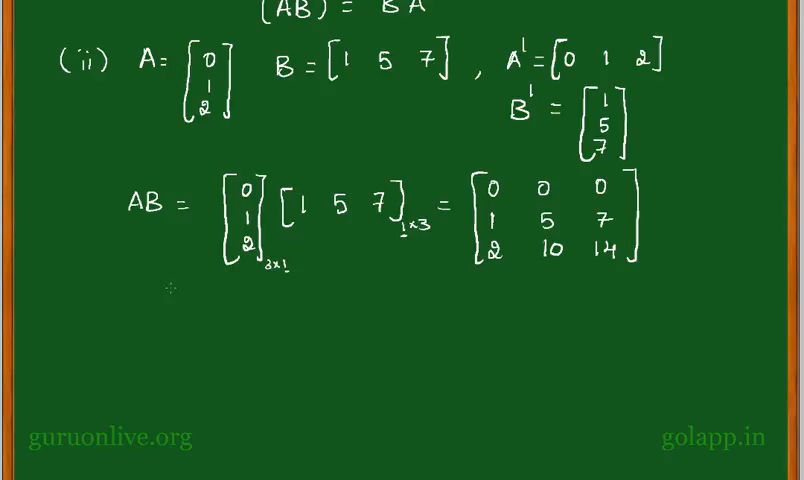 (AB) = B A
(ii) A = [0 1 2] B = [1 5 7] , A' = [0 1 2]
B' = [1 5 7]
AB = [0 1 2]3×1 [1 5 7]1×3 = [0 0 0
1 5 7
2 10 14]
guruonlive.org golapp.in